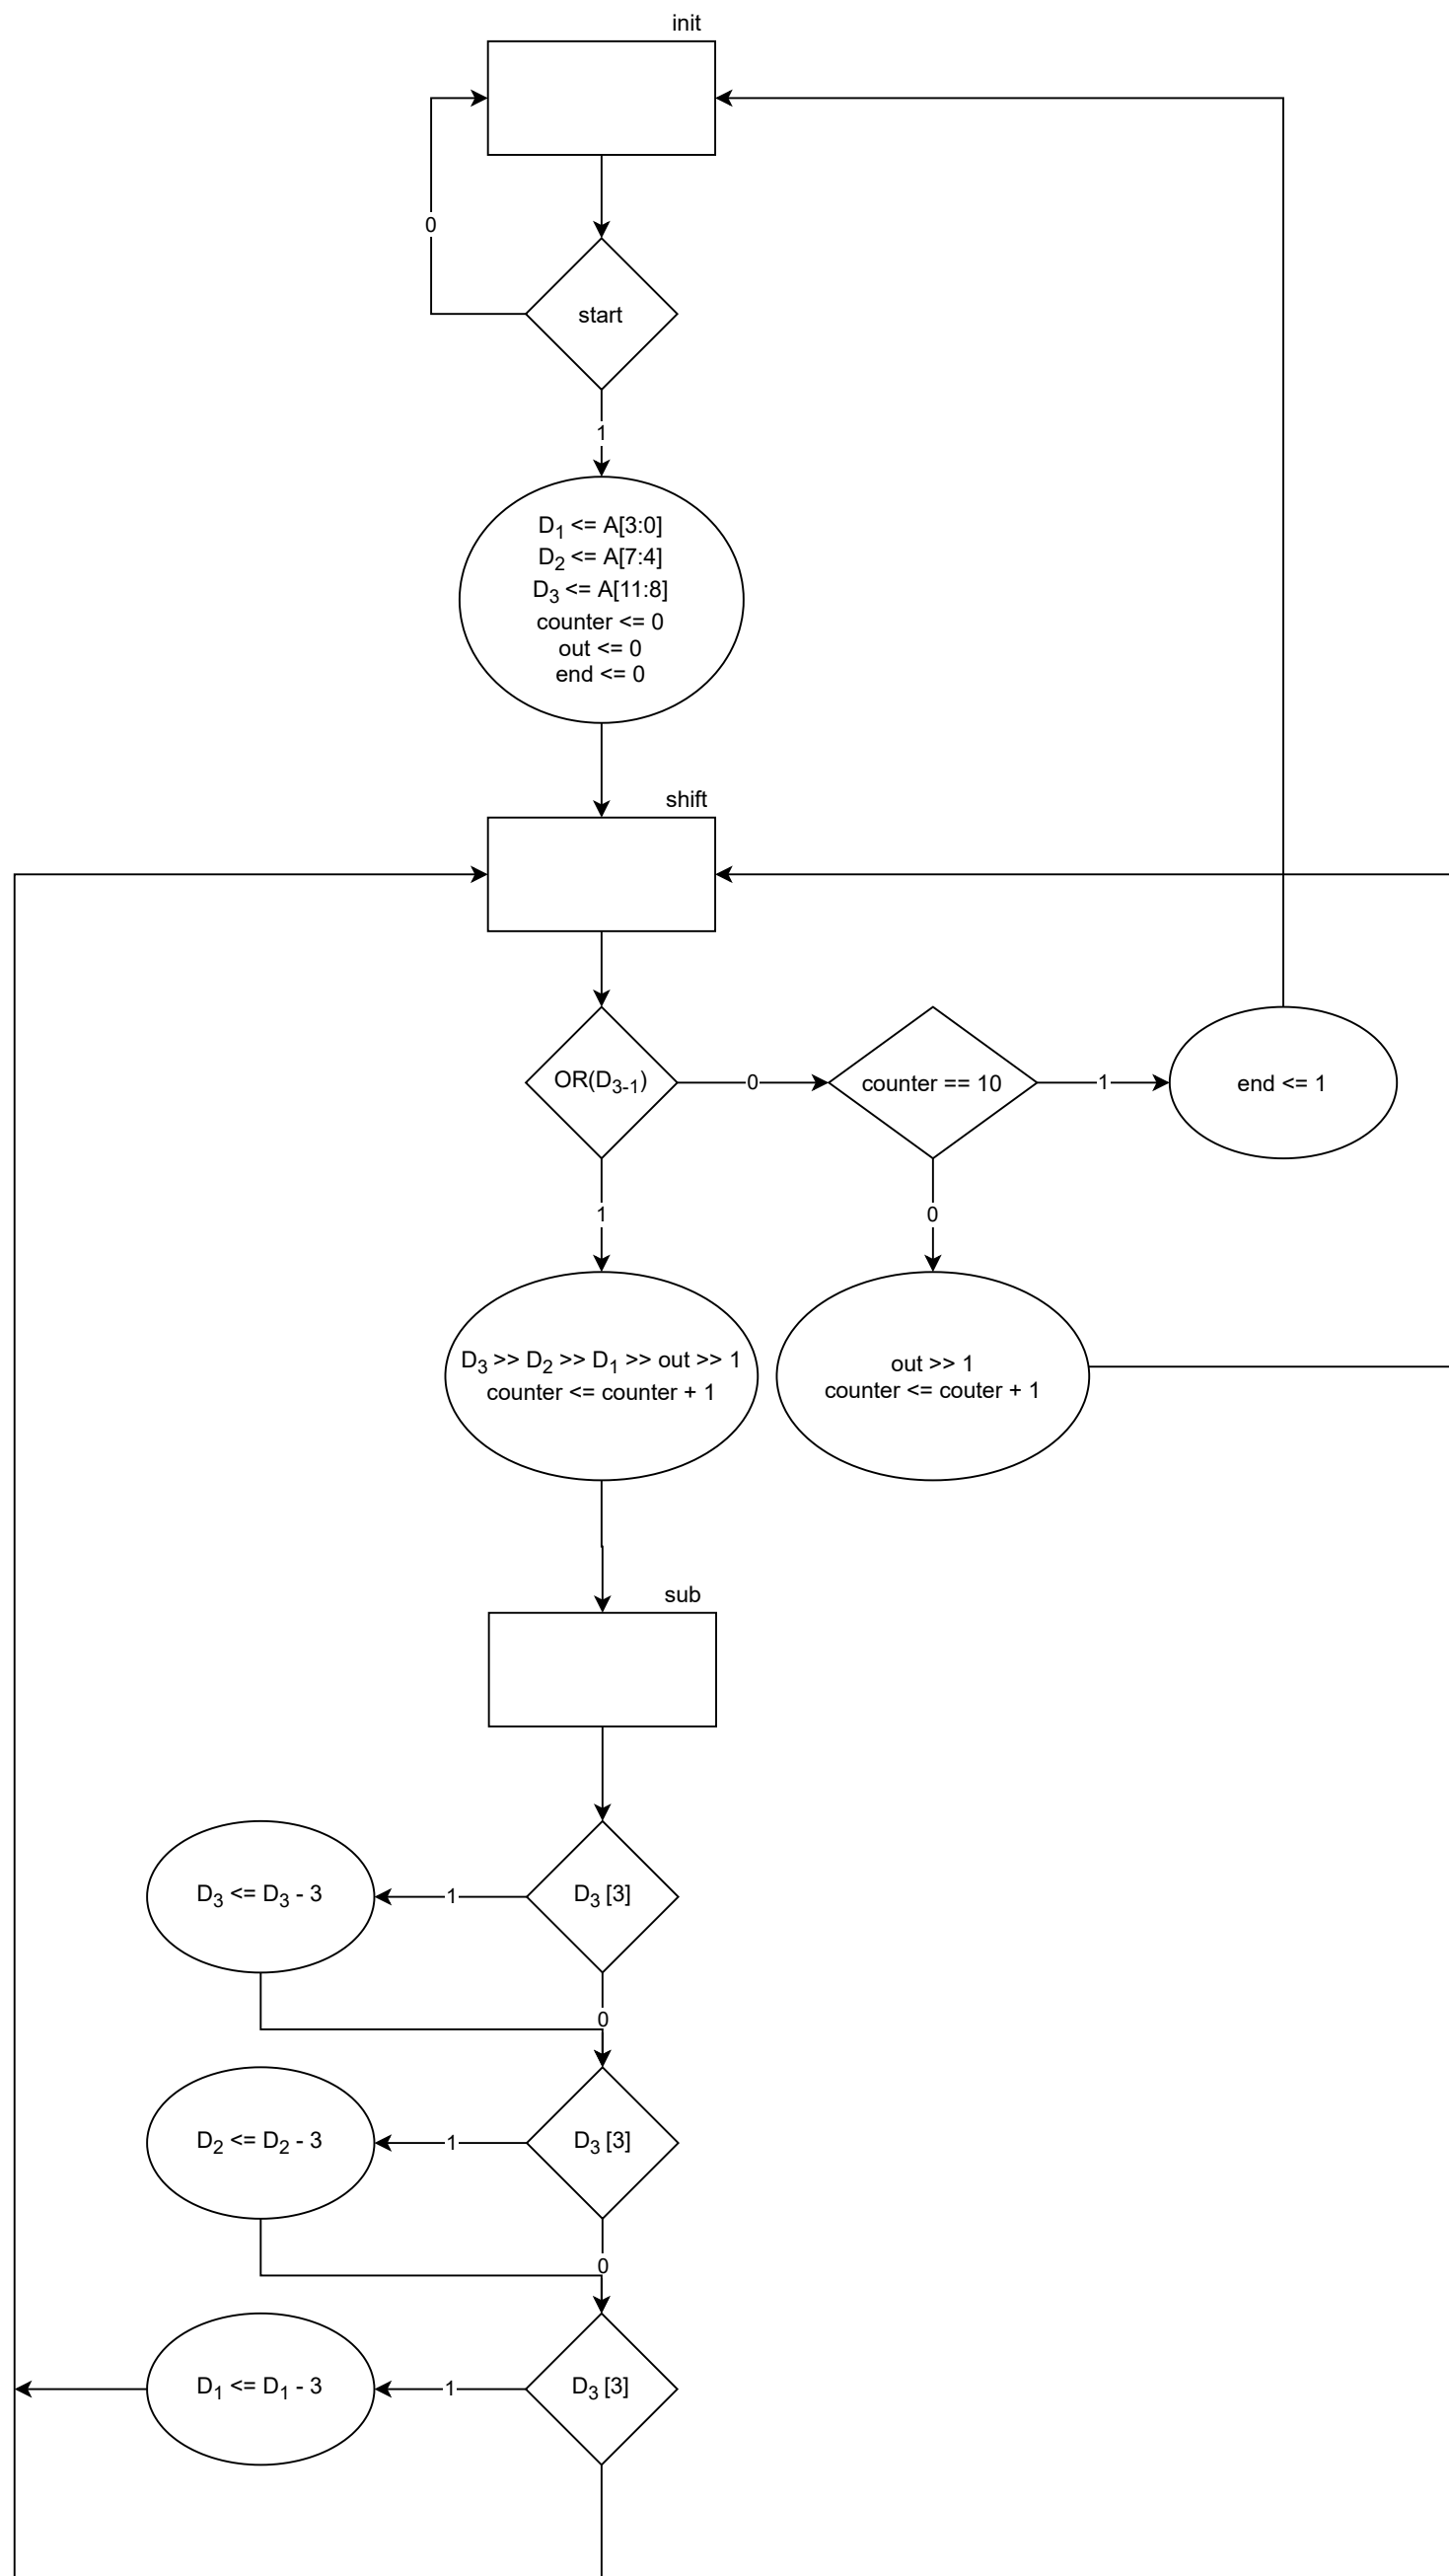 init
0
start
1
D₁ <= A[3:0]
D₂ <= A[7:4]
D₃ <= A[11:8]
counter <= 0
out <= 0
end <= 0
shift
OR(D₃₋₁)
0
counter == 10
1
end <= 1
1
0
D₃ >> D₂ >> D₁ >> out >> 1
counter <= counter + 1
out >> 1
counter <= couter + 1
sub
D₃ <= D₃ - 3
1
D₃ [3]
0
D₂ <= D₂ - 3
1
D₃ [3]
0
D₁ <= D₁ - 3
1
D₃ [3]